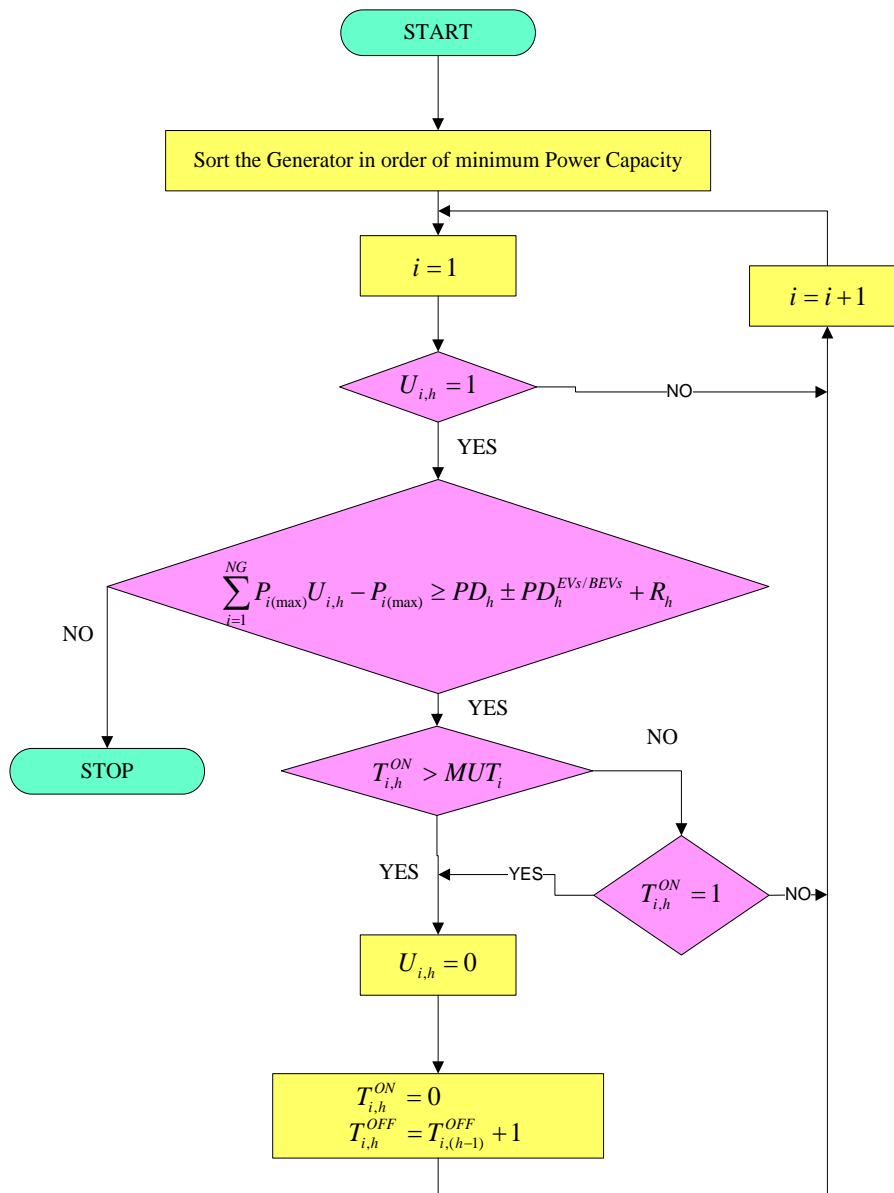 START
Sort the Generator in order of minimum Power Capacity
i = 1
i = i + 1
U_{i,h} = 1
NO
YES
\sum_{i=1}^{NG} P_{i(max)} U_{i,h} − P_{i(max)} ≥ PD_h ± PD_h^{EVs/BEVs} + R_h
NO
YES
NO
STOP
T_{i,h}^{ON} > MUT_i
YES
YES
T_{i,h}^{ON} = 1
NO
U_{i,h} = 0
T_{i,h}^{ON} = 0
T_{i,h}^{OFF} = T_{i,(h−1)}^{OFF} + 1